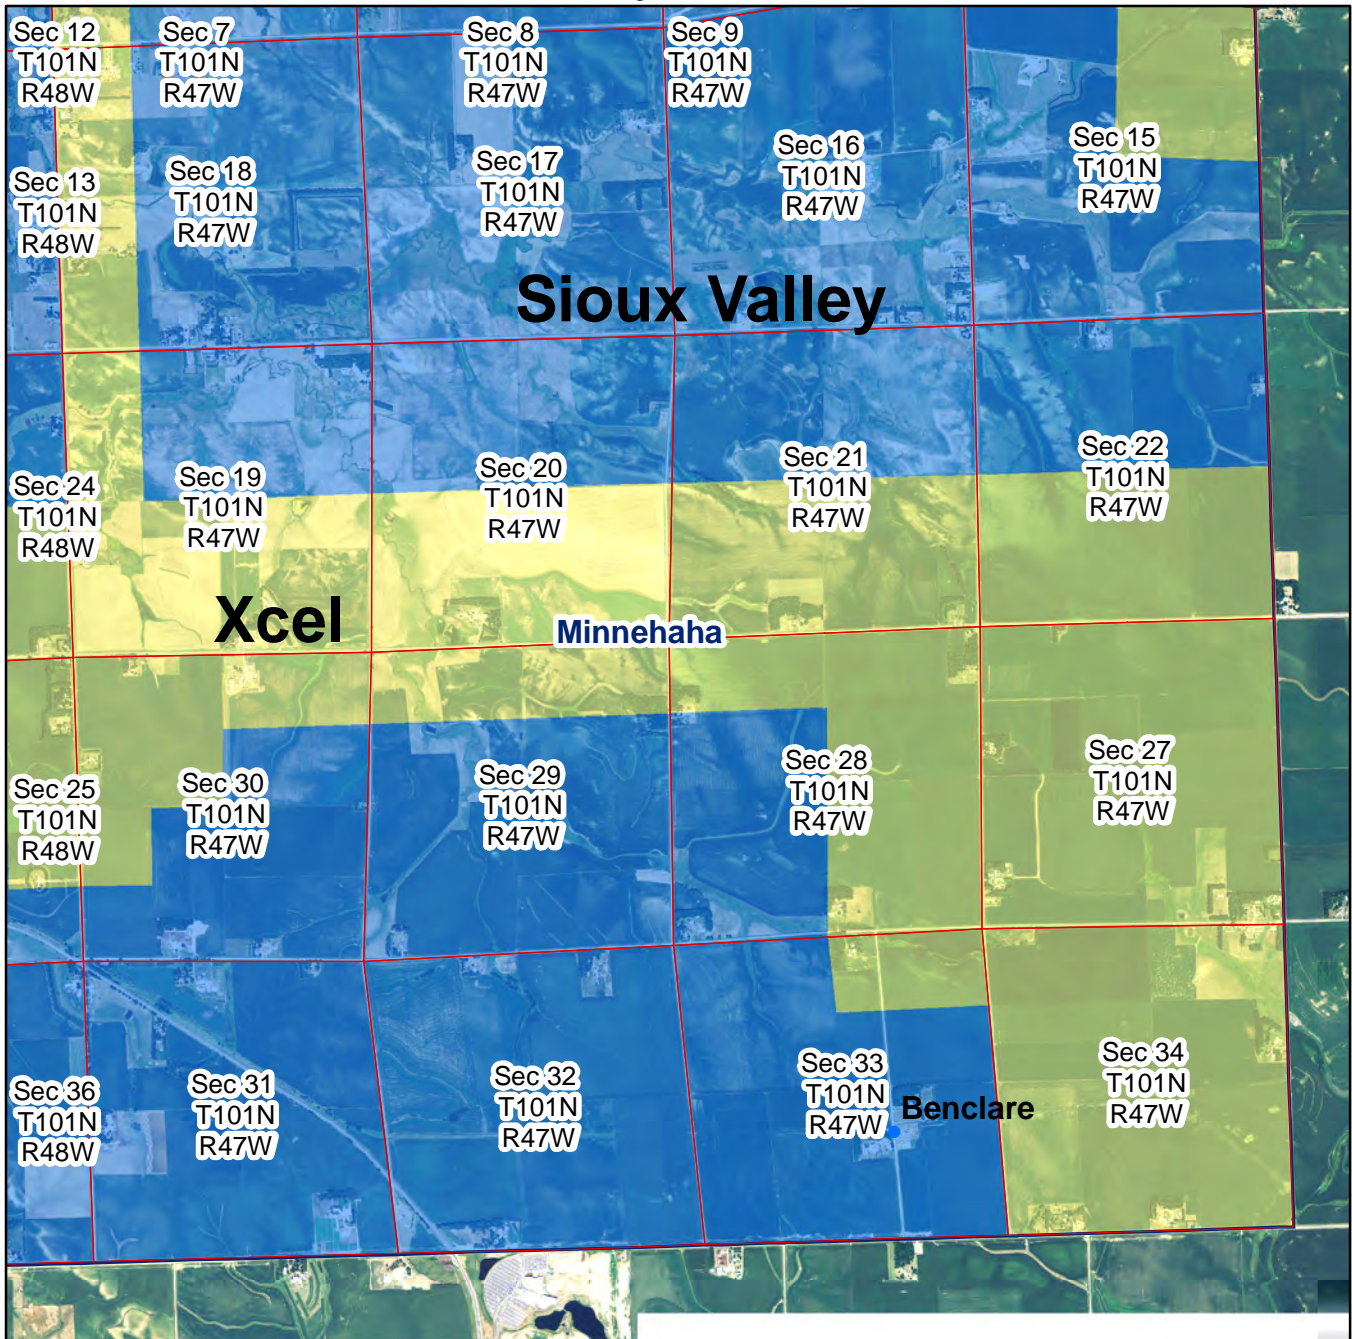 Sec 12
T101N
R48W
Sec 7
T101N
R47W
Sec 8
T101N
R47W
Sec 9
T101N
R47W
Sec 13
T101N
R48W
Sec 18
T101N
R47W
Sec 17
T101N
R47W
Sec 16
T101N
R47W
Sec 15
T101N
R47W
Sioux Valley
Sec 24
T101N
R48W
Sec 19
T101N
R47W
Sec 20
T101N
R47W
Sec 21
T101N
R47W
Sec 22
T101N
R47W
Xcel
Minnehaha
Sec 25
T101N
R48W
Sec 30
T101N
R47W
Sec 29
T101N
R47W
Sec 28
T101N
R47W
Sec 27
T101N
R47W
Sec 36
T101N
R48W
Sec 31
T101N
R47W
Sec 32
T101N
R47W
Sec 33
T101N
R47W
Benclare
Sec 34
T101N
R47W